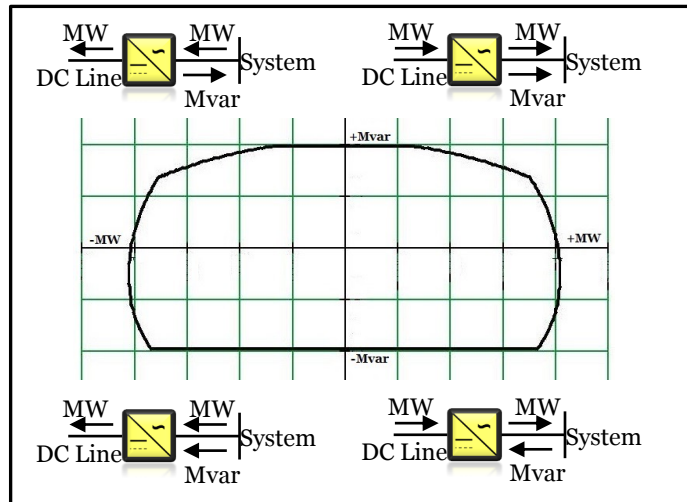 MW MW
DC Line System
Mvar
MW MW
DC Line System
Mvar
+Mvar
-MW
+MW
-Mvar
MW MW
DC Line System
Mvar
MW MW
DC Line System
Mvar